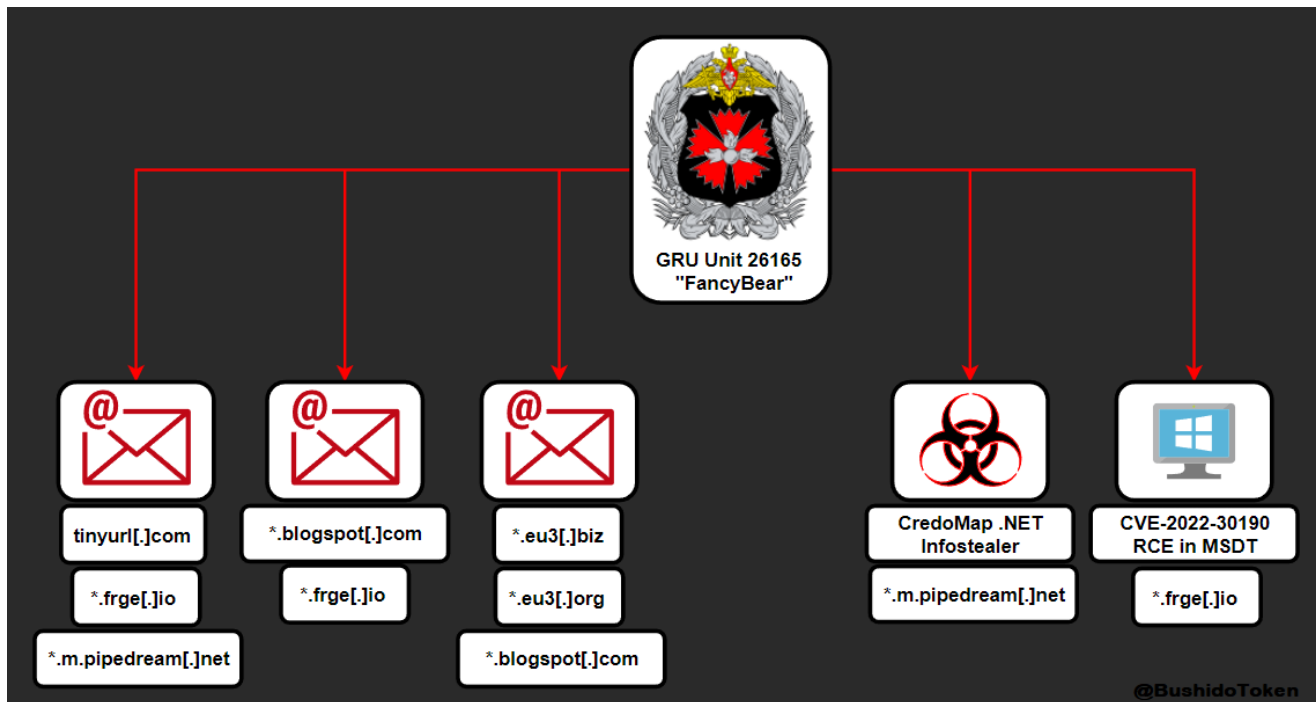 GRU Unit 26165
"FancyBear"
@
tinyurl[.]com
*.frge[.]io
*.m.pipedream[.]net
@
*.blogspot[.]com
*.frge[.]io
@
*.eu3[.]biz
*.eu3[.]org
*.blogspot[.]com
CredoMap .NET
Infostealer
*.m.pipedream[.]net
CVE-2022-30190
RCE in MSDT
*.frge[.]io
@BushidoToken